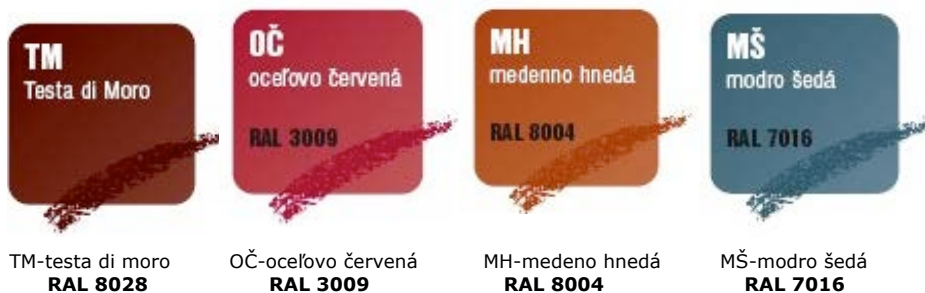 TM
Testa di Moro
OČ
oceľovo červená
RAL 3009
MH
medenno hnedá
RAL 8004
MŠ
modro šedá
RAL 7016
TM-testa di moro
RAL 8028
OČ-oceľovo červená
RAL 3009
MH-medeno hnedá
RAL 8004
MŠ-modro šedá
RAL 7016